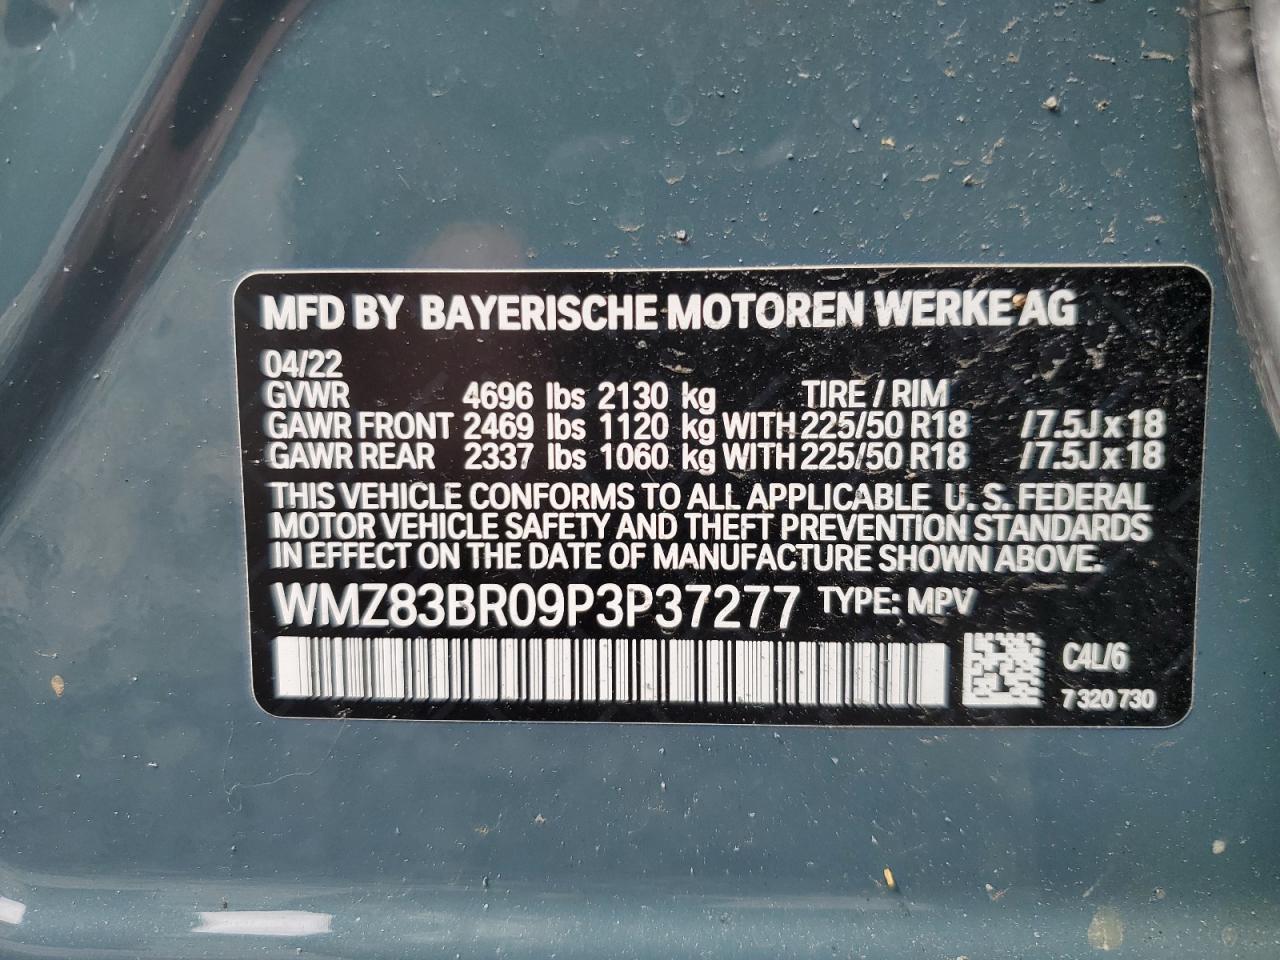 MFD BY BAYERISCHE MOTOREN WERKE AG
04/22
GVWR 4696 lbs 2130 kg TIRE / RIM
GAWR FRONT 2469 lbs 1120 kg WITH 225/50 R18 /7.5J x 18
GAWR REAR 2337 lbs 1060 kg WITH 225/50 R18 /7.5J x 18
THIS VEHICLE CONFORMS TO ALL APPLICABLE U. S. FEDERAL
MOTOR VEHICLE SAFETY AND THEFT PREVENTION STANDARDS
IN EFFECT ON THE DATE OF MANUFACTURE SHOWN ABOVE.
WMZ83BR09P3P37277 TYPE: MPV
C4L/6
7 320 730